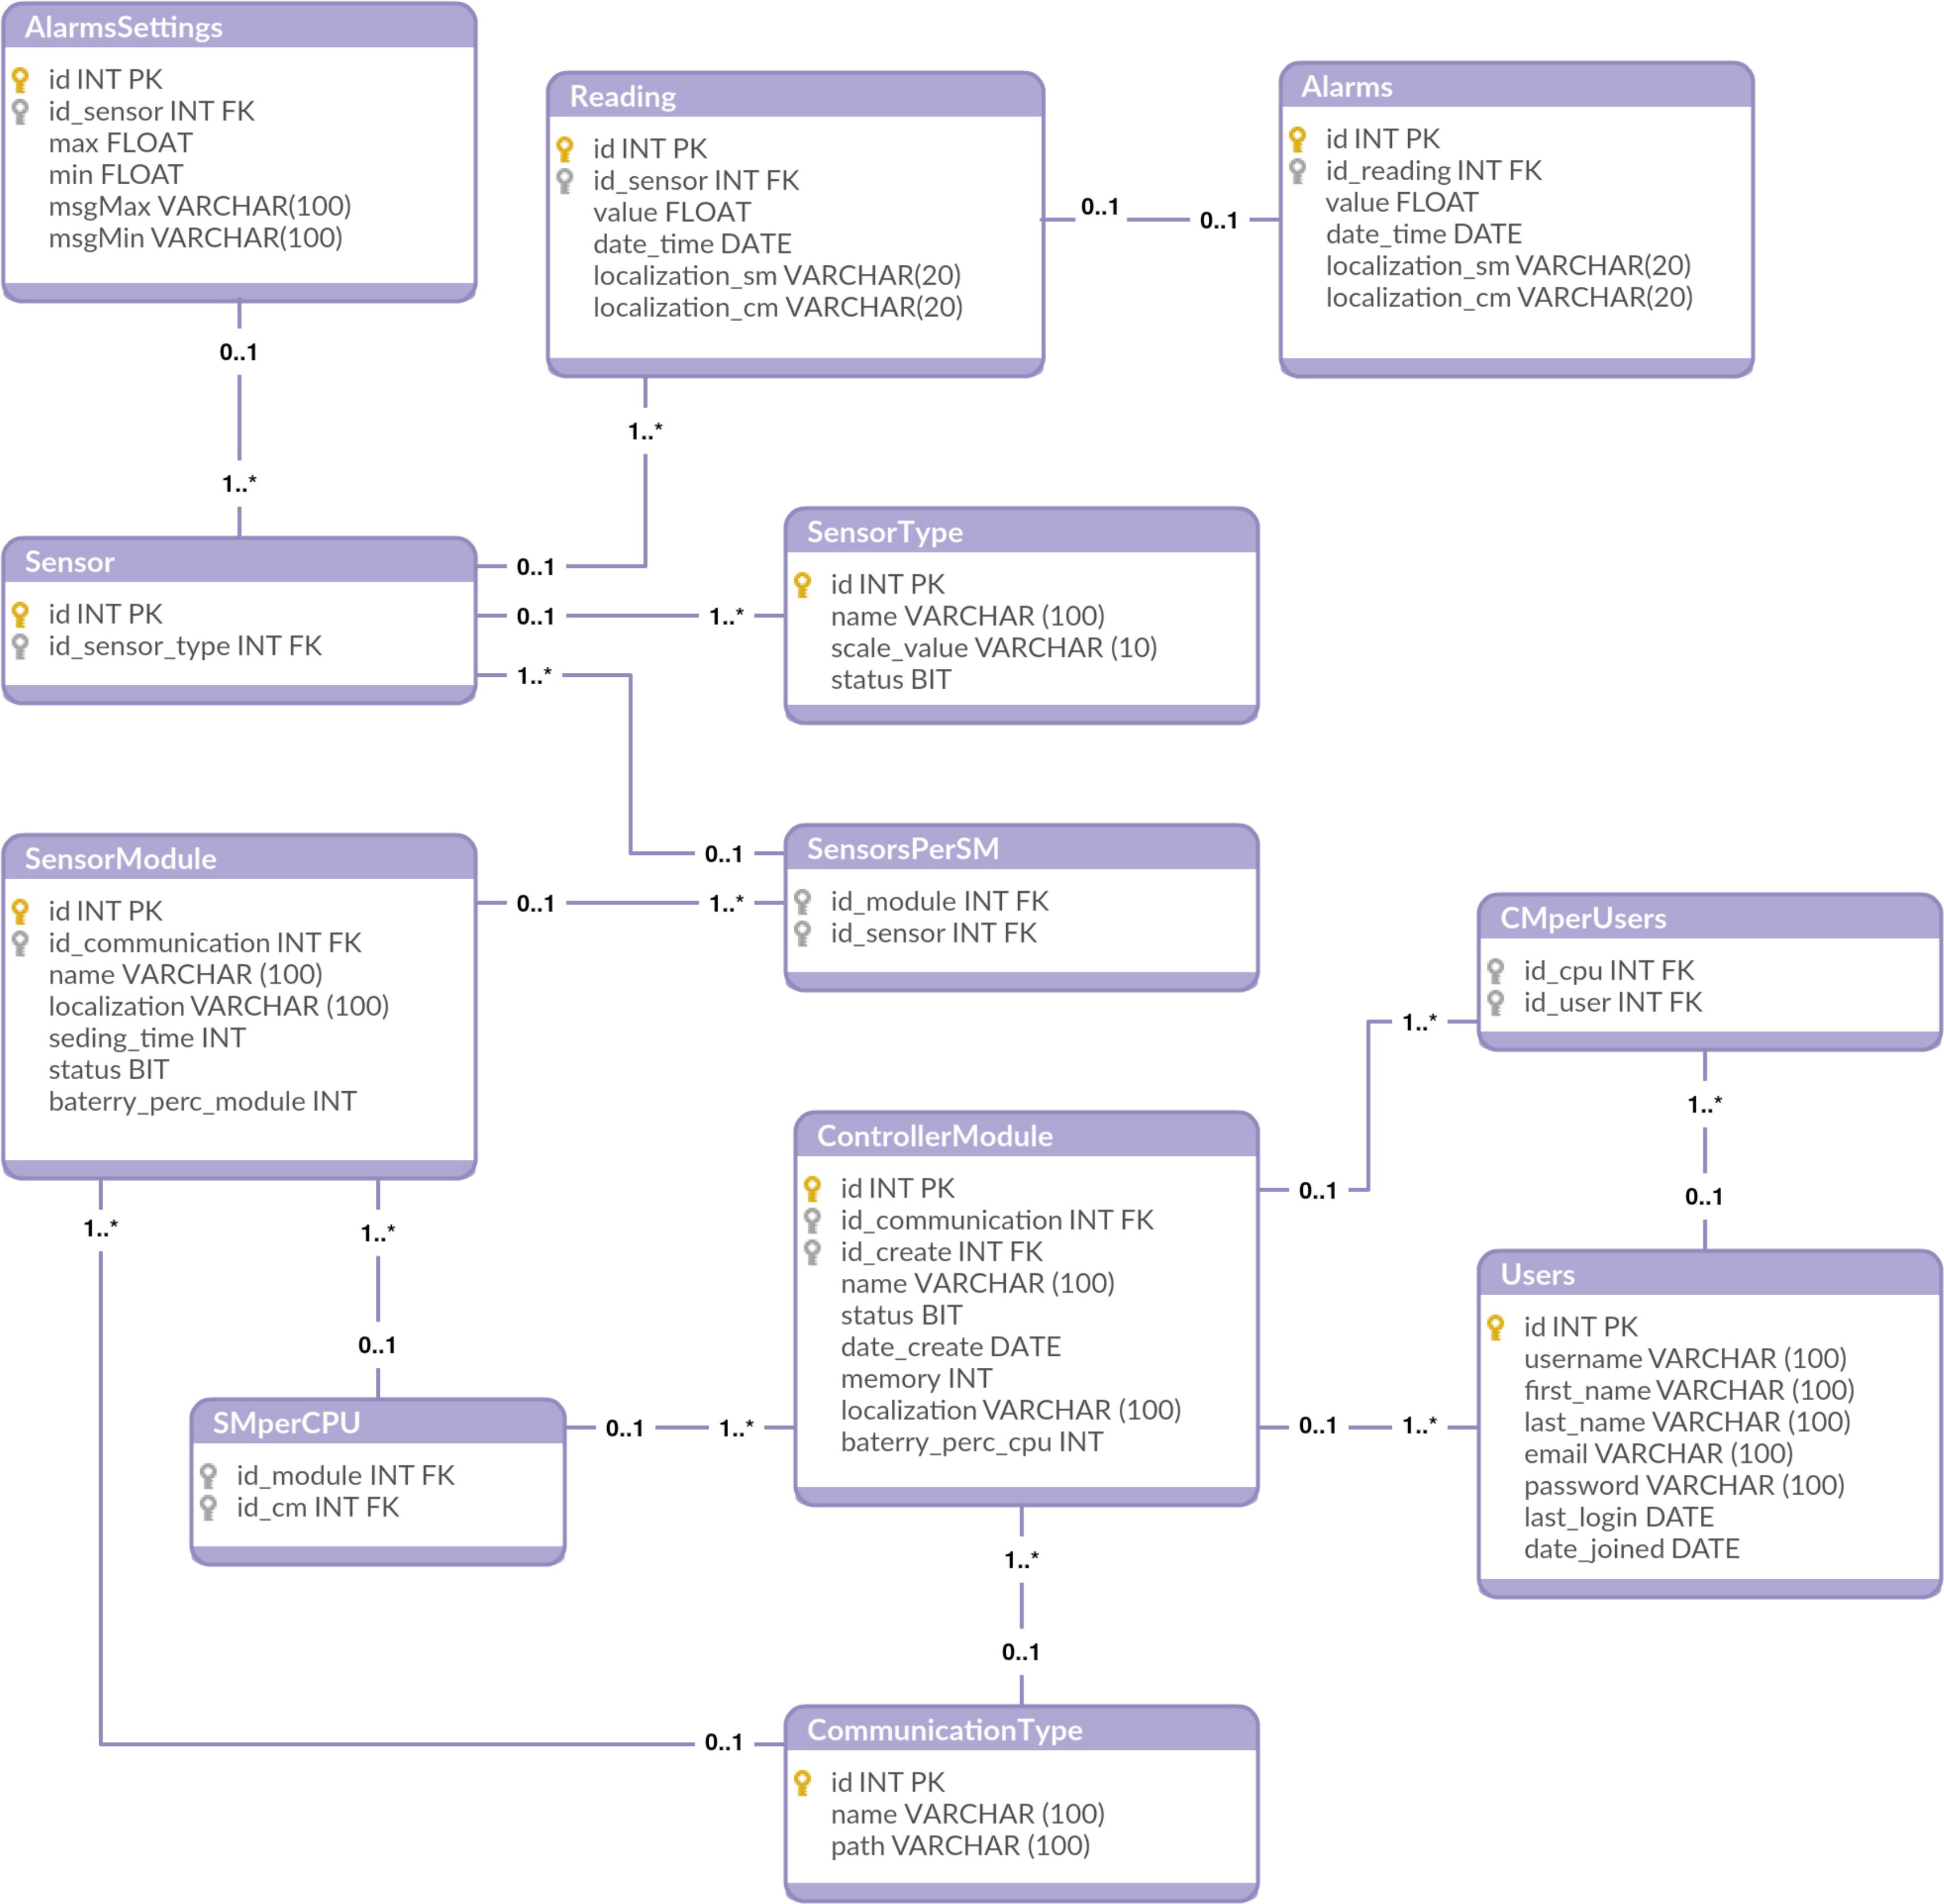 AlarmsSettings
id INT PK
id_sensor INT FK
max FLOAT
min FLOAT
msgMax VARCHAR(100)
msgMin VARCHAR(100)
Reading
id INT PK
id_sensor INT FK
value FLOAT
date_time DATE
localization_sm VARCHAR(20)
localization_cm VARCHAR(20)
0..1
0..1
Alarms
id INT PK
id_reading INT FK
value FLOAT
date_time DATE
localization_sm VARCHAR(20)
localization_cm VARCHAR(20)
0..1
1..*
1..*
Sensor
id INT PK
id_sensor_type INT FK
0..1
0..1
1..*
1..*
SensorType
id INT PK
name VARCHAR (100)
scale_value VARCHAR (10)
status BIT
SensorModule
id INT PK
id_communication INT FK
name VARCHAR (100)
localization VARCHAR (100)
seding_time INT
status BIT
baterry_perc_module INT
0..1
0..1
1..*
SensorsPerSM
id_module INT FK
id_sensor INT FK
CMperUsers
id_cpu INT FK
id_user INT FK
1..*
1..*
0..1
0..1
ControllerModule
id INT PK
id_communication INT FK
id_create INT FK
name VARCHAR (100)
status BIT
date_create DATE
memory INT
localization VARCHAR (100)
baterry_perc_cpu INT
Users
id INT PK
username VARCHAR (100)
first_name VARCHAR (100)
last_name VARCHAR (100)
email VARCHAR (100)
password VARCHAR (100)
last_login DATE
date_joined DATE
0..1
1..*
1..*
1..*
0..1
SMperCPU
id_module INT FK
id_cm INT FK
0..1
1..*
1..*
0..1
0..1
CommunicationType
id INT PK
name VARCHAR (100)
path VARCHAR (100)